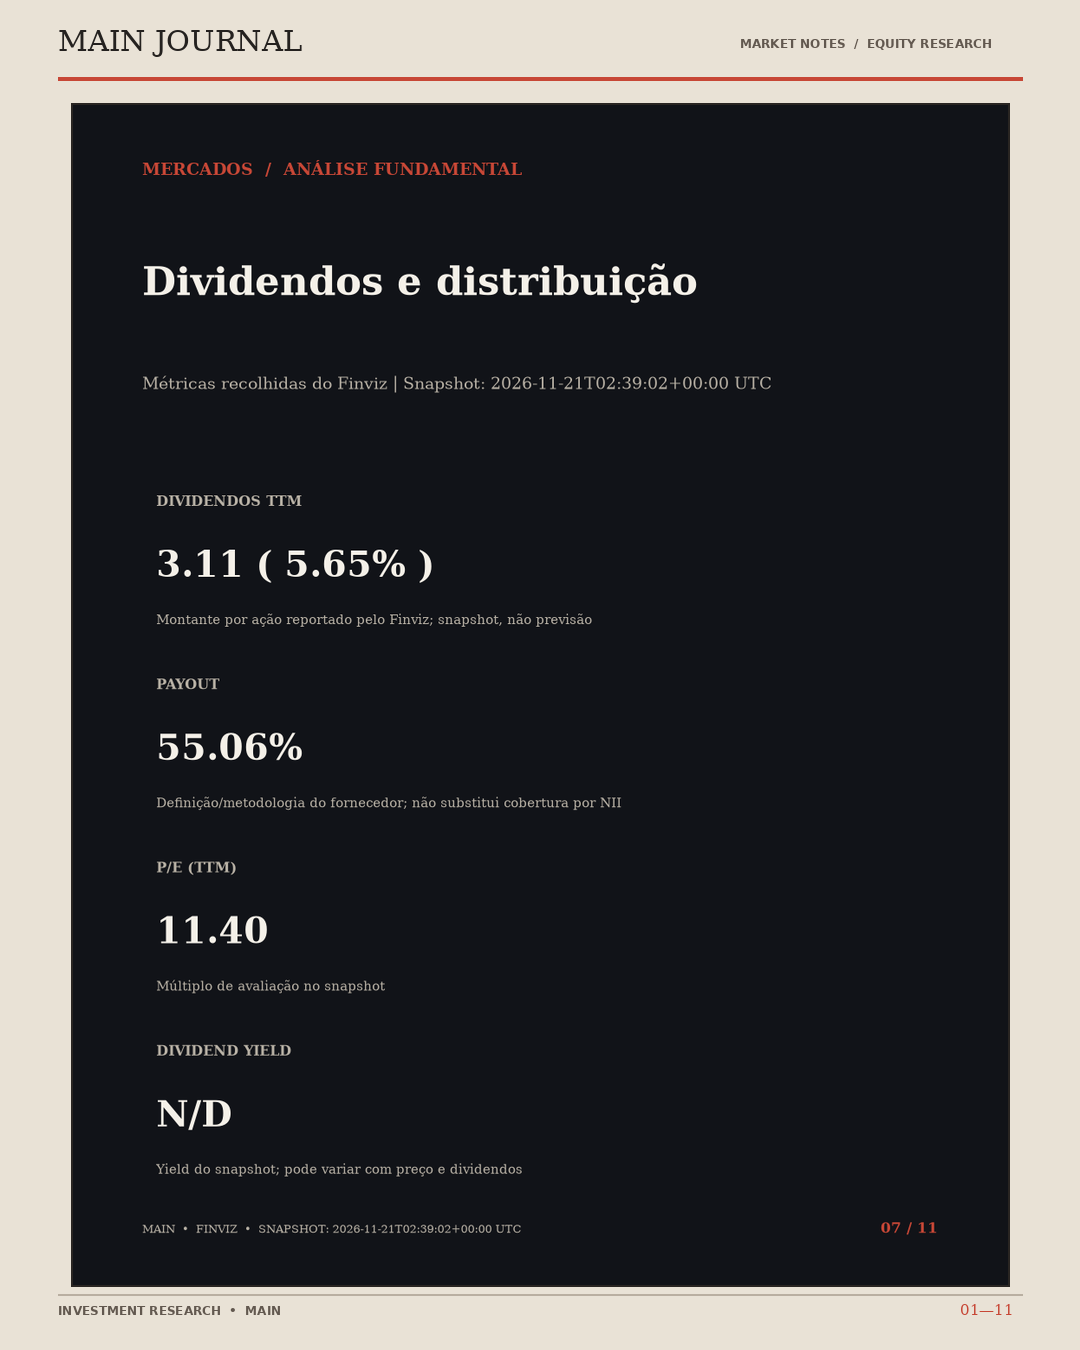 MAIN JOURNAL
MARKET NOTES / EQUITY RESEARCH
MERCADOS / ANÁLISE FUNDAMENTAL
Dividendos e distribuição
Métricas recolhidas do Finviz | Snapshot: 2026-11-21T02:39:02+00:00 UTC
DIVIDENDOS TTM
3.11 ( 5.65% )
Montante por ação reportado pelo Finviz; snapshot, não previsão
PAYOUT
55.06%
Definição/metodologia do fornecedor; não substitui cobertura por NII
P/E (TTM)
11.40
Múltiplo de avaliação no snapshot
DIVIDEND YIELD
N/D
Yield do snapshot; pode variar com preço e dividendos
MAIN • FINVIZ • SNAPSHOT: 2026-11-21T02:39:02+00:00 UTC
07 / 11
INVESTMENT RESEARCH • MAIN
01—11